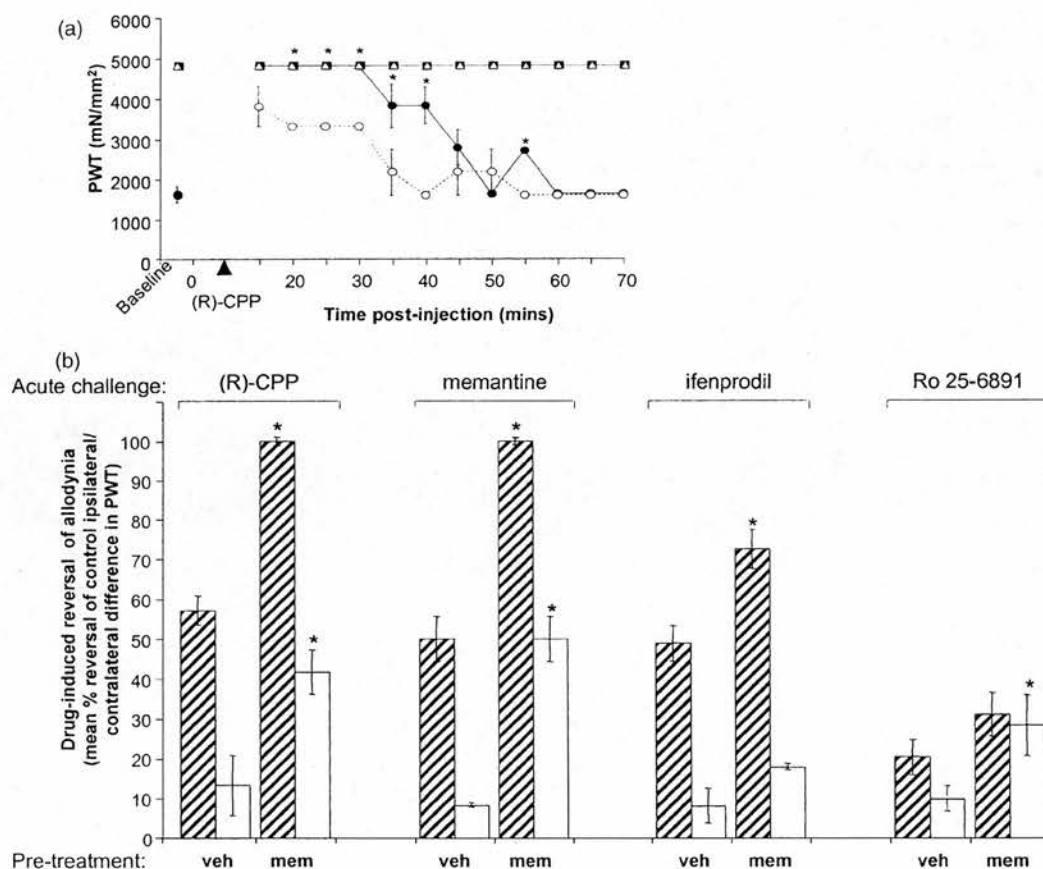 (a)
6000
5000
4000
3000
2000
1000
0
PWT (mN/mm²)
* * * * * *
Baseline 0 (R)-CPP 20 30 40 50 60 70
Time post-injection (mins)
(b)
Acute challenge: (R)-CPP memantine ifenprodil Ro 25-6891
Drug-induced reversal of allodynia
(mean % reversal of control ipsilateral/
contralateral difference in PWT)
100
90
80
70
60
50
40
30
20
10
0
* * * * * *
Pre-treatment: veh mem veh mem veh mem veh mem